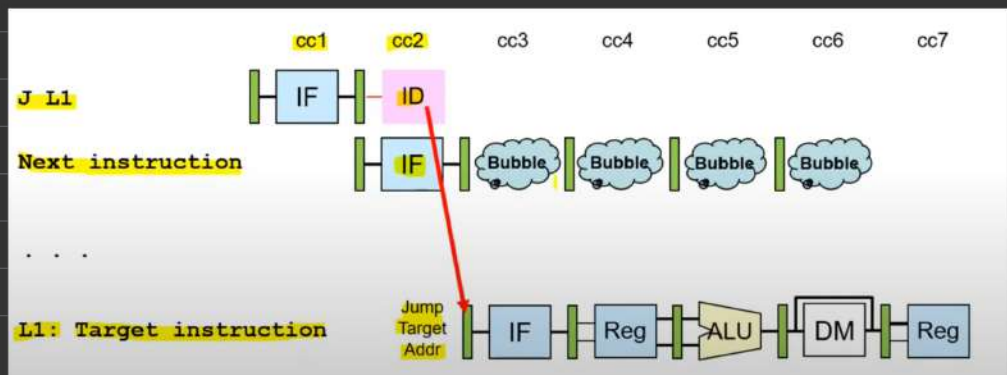 cc1 cc2 cc3 cc4 cc5 cc6 cc7
J L1 IF ID
Next instruction IF Bubble Bubble Bubble Bubble
. . .
L1: Target instruction Jump Target Addr IF Reg ALU DM Reg